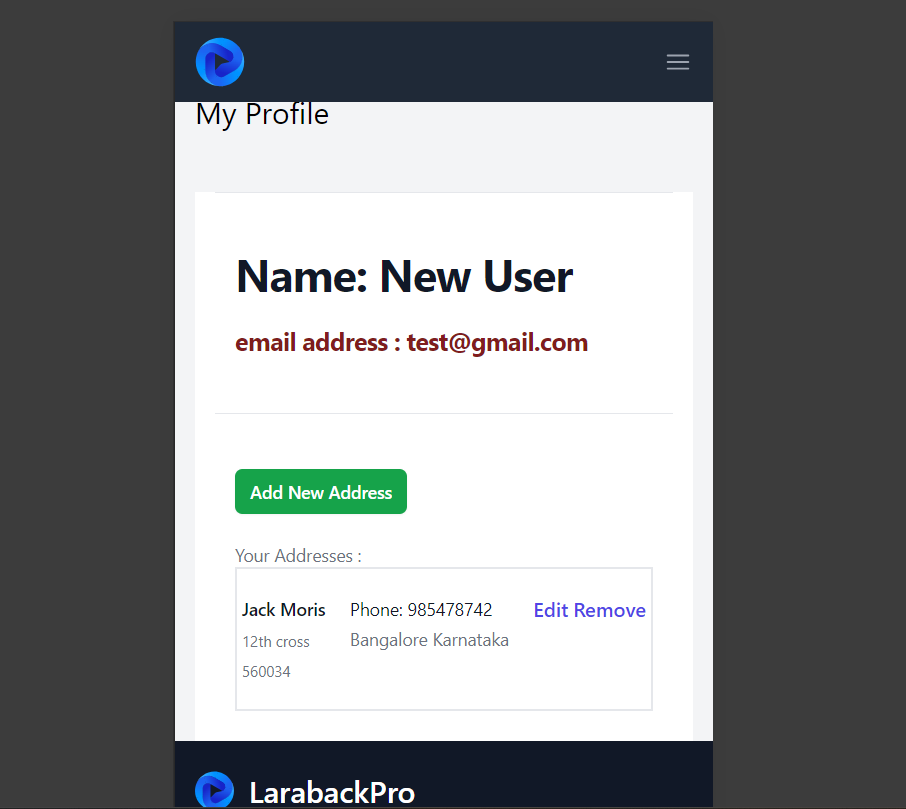 My Profile
Name: New User
email address : test@gmail.com
Add New Address
Your Addresses :
Jack Moris Phone: 985478742 Edit Remove
12th cross Bangalore Karnataka
560034
LarabackPro